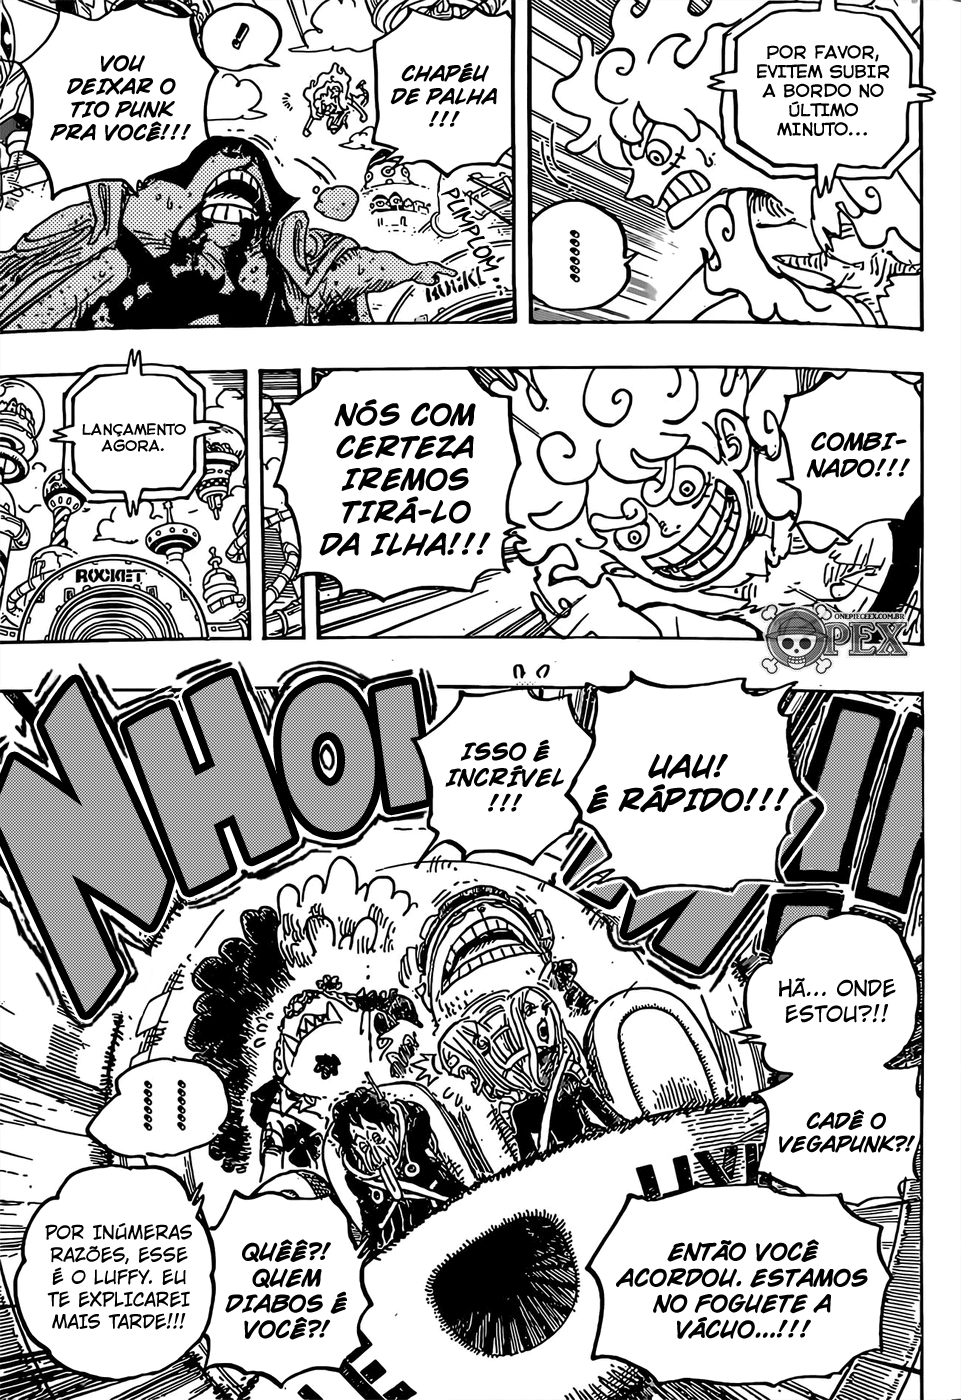 VOU
DEIXAR O
TIO PUNK
PRA VOCÊ!!!
!
CHAPÉU
DE PALHA
!!!
PLIMPLOM
ROCKET
POR FAVOR,
EVITEM SUBIR
A BORDO NO
ÚLTIMO
MINUTO...
LANÇAMENTO
AGORA.
ROCKET
NÓS COM
CERTEZA
IREMOS
TIRÁ-LO
DA ILHA!!!
COMBI-
NADO!!!
ONEPIECEEX.COM.BR
OPEX
ISSO É
INCRÍVEL
!!!
UAU!
É RÁPIDO!!!
HÃ... ONDE
ESTOU?!!
CADÊ O
VEGAPUNK?!
POR INÚMERAS
RAZÕES, ESSE
É O LUFFY. EU
TE EXPLICAREI
MAIS TARDE!!!
QUÊÊ?!
QUEM
DIABOS É
VOCÊ?!
ENTÃO VOCÊ
ACORDOU. ESTAMOS
NO FOGUETE A
VÁCUO...!!!